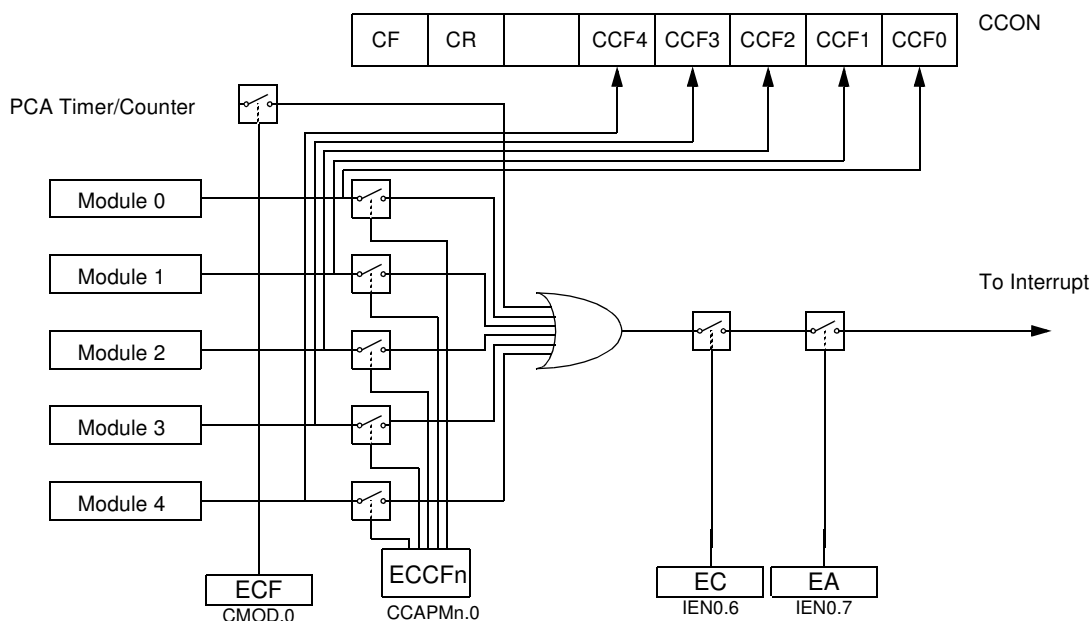 CCON
CF CR CCF4 CCF3 CCF2 CCF1 CCF0
PCA Timer/Counter
Module 0
Module 1
To Interrupt
Module 2
Module 3
Module 4
ECF
CMOD.0
ECCFn
CCAPMn.0
EC
IEN0.6
EA
IEN0.7